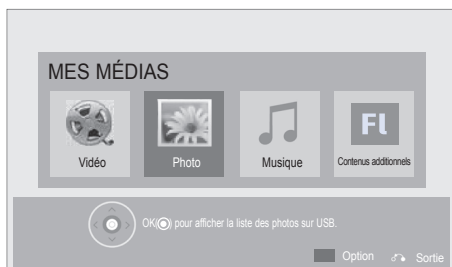 MES MÉDIAS
FL
Vidéo Photo Musique Contenus additionnels
OK(◉) pour afficher la liste des photos sur USB.
Option Sortie